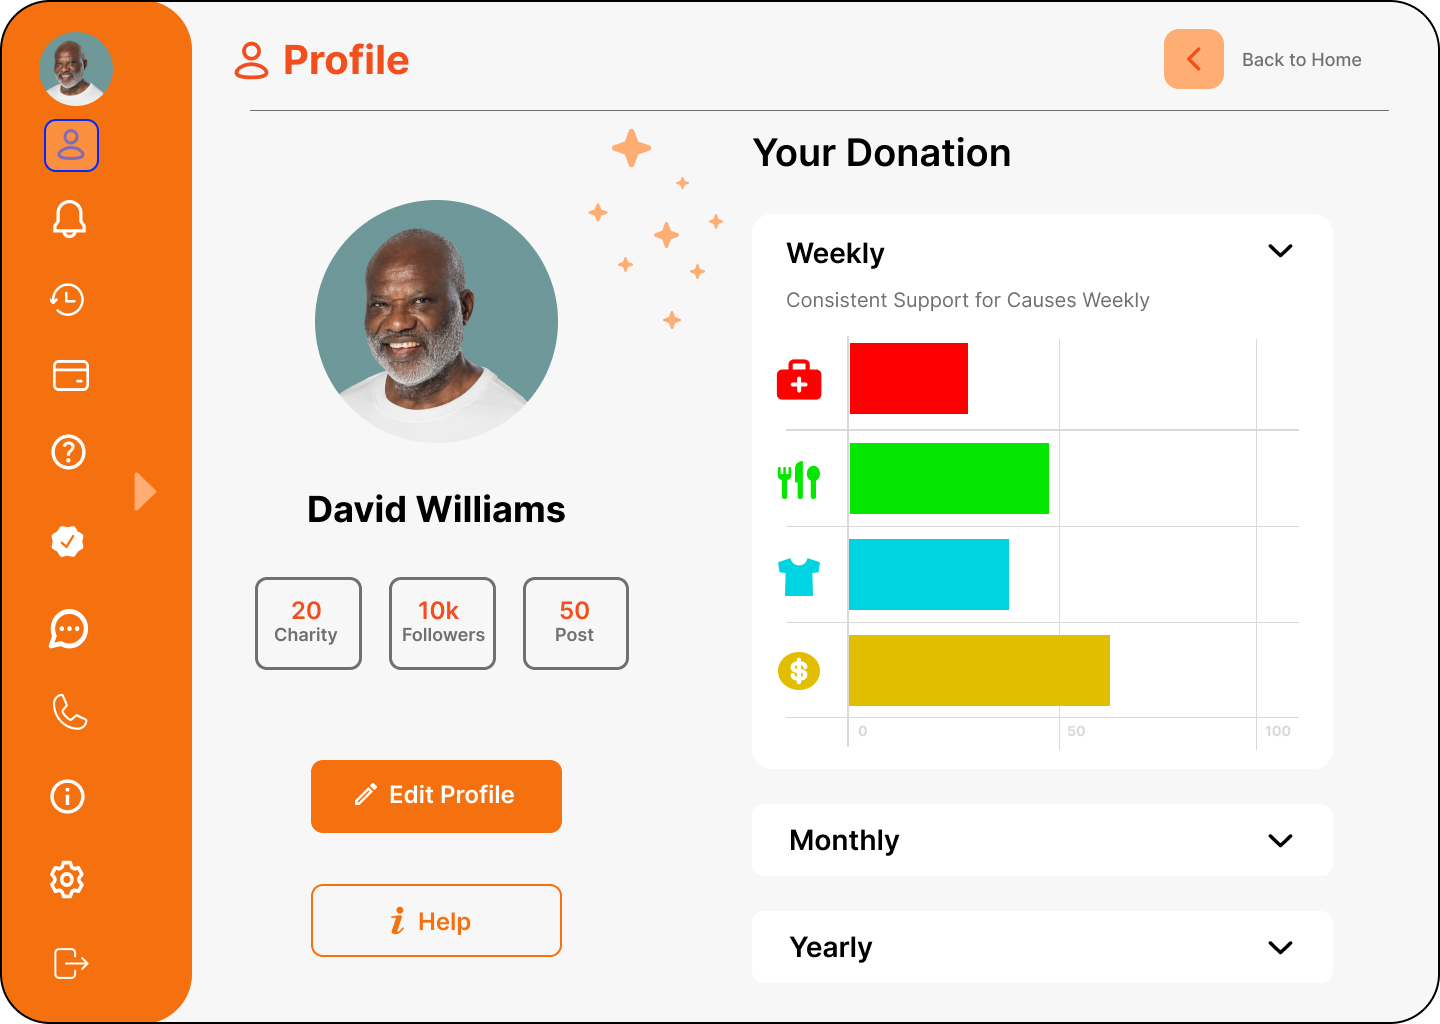 Profile
Back to Home
Your Donation
Weekly
Consistent Support for Causes Weekly
0
50
100
Monthly
Yearly
David Williams
20
Charity
10k
Followers
50
Post
Edit Profile
Help